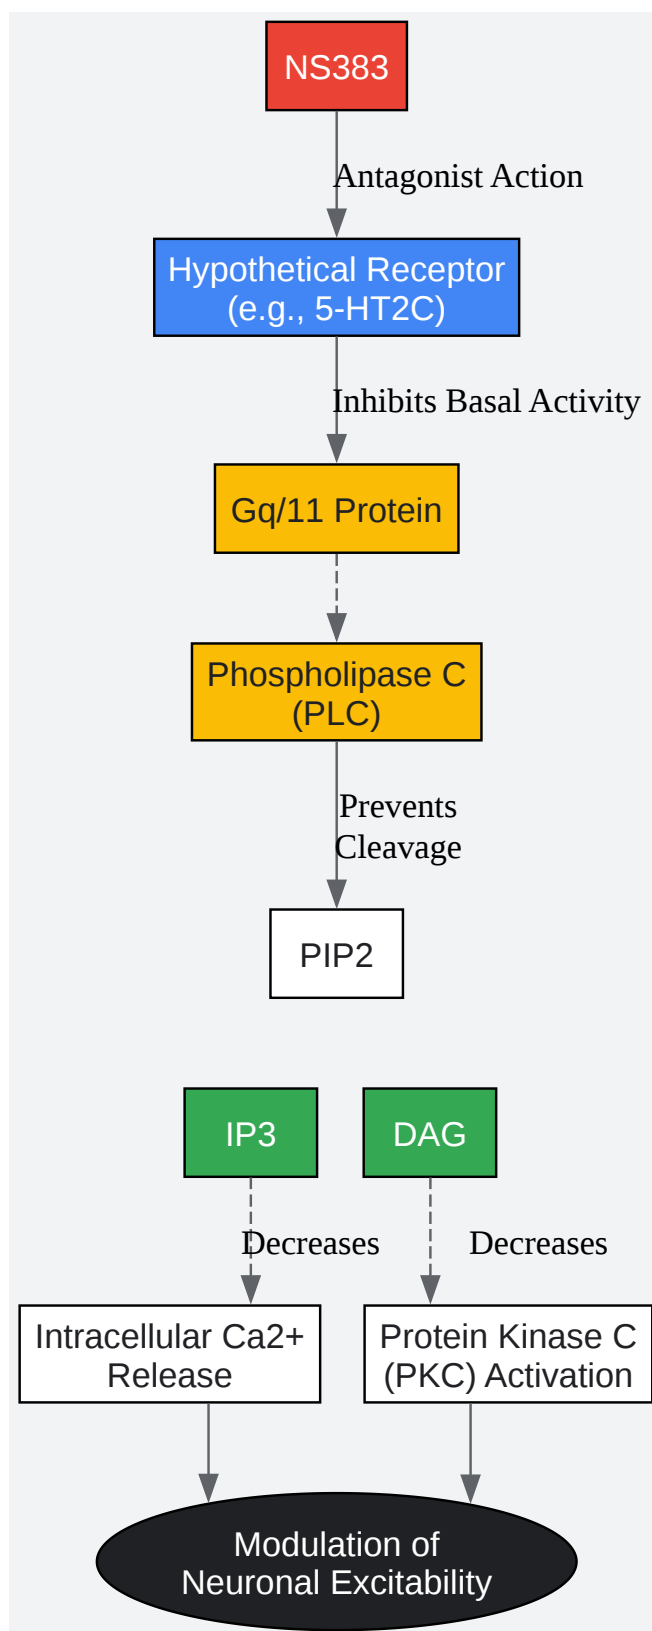 NS383
Antagonist Action
Hypothetical Receptor
(e.g., 5-HT2C)
Inhibits Basal Activity
Gq/11 Protein
Phospholipase C
(PLC)
Prevents
Cleavage
PIP2
IP3
DAG
Decreases
Decreases
Intracellular Ca2+
Release
Protein Kinase C
(PKC) Activation
Modulation of
Neuronal Excitability